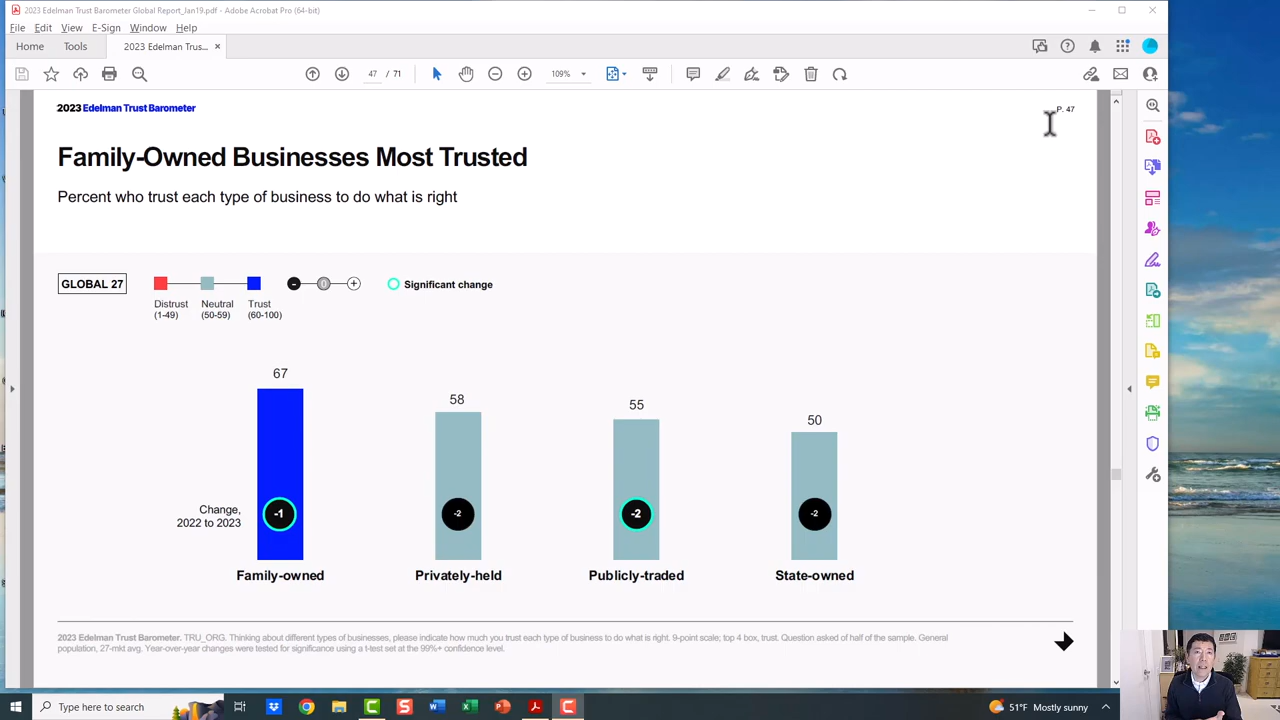 2023 Edelman Trust Barometer Global Report_Jan19.pdf - Adobe Acrobat Pro (64-bit)
File Edit View E-Sign Window Help
Home Tools 2023 Edelman Trus... ×
47 / 71 109%
2023 Edelman Trust Barometer
P. 47
Family-Owned Businesses Most Trusted
Percent who trust each type of business to do what is right
GLOBAL 27
- 0 +
Significant change
Distrust Neutral Trust
(1-49) (50-59) (60-100)
67
58
55
50
Change,
2022 to 2023
-1
-2
-2
-2
Family-owned Privately-held Publicly-traded State-owned
2023 Edelman Trust Barometer. TRU_ORG. Thinking about different types of businesses, please indicate how much you trust each type of business to do what is right. 9-point scale; top 4 box, trust. Question asked of half of the sample. General
population, 27-mkt avg. Year-over-year changes were tested for significance using a t-test set at the 99%+ confidence level.
Type here to search
51°F Mostly sunny